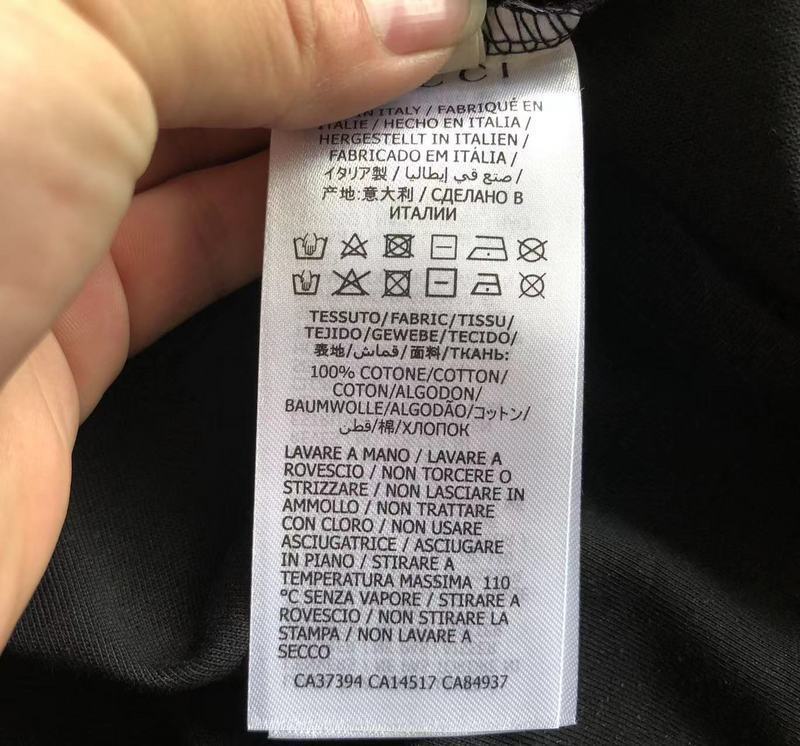 CCI
IN ITALY / FABRIQUÉ EN
ITALIE / HECHO EN ITALIA /
HERGESTELLT IN ITALIEN /
FABRICADO EM ITÁLIA /
イタリア製 / صنع في إيطاليا /
产地:意大利 / СДЕЛАНО В
ИТАЛИИ
TESSUTO/FABRIC/TISSU/
TEJIDO/GEWEBE/TECIDO/
表地/قماش/面料/ТКАНЬ:
100% COTONE/COTTON/
COTON/ALGODON/
BAUMWOLLE/ALGODÃO/コットン/
قطن/棉/ХЛОПОК
LAVARE A MANO / LAVARE A
ROVESCIO / NON TORCERE O
STRIZZARE / NON LASCIARE IN
AMMOLLO / NON TRATTARE
CON CLORO / NON USARE
ASCIUGATRICE / ASCIUGARE
IN PIANO / STIRARE A
TEMPERATURA MASSIMA 110
°C SENZA VAPORE / STIRARE A
ROVESCIO / NON STIRARE LA
STAMPA / NON LAVARE A
SECCO
CA37394 CA14517 CA84937